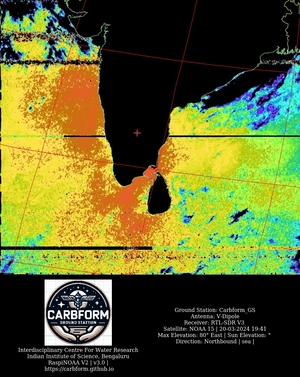 CARBFORM
GROUND STATION
Interdisciplinary Centre For Water Research
Indian Institute of Science, Bengaluru
RaspiNOAA V2 | v3.0 |
https://carbform.github.io
Ground Station: Carbform_GS
Antenna: V-Dipole
Receiver: RTL-SDR V3
Satellite: NOAA 15 | 20-03-2024 19:41
Max Elevation: 80° East | Sun Elevation: °
Direction: Northbound | sea |